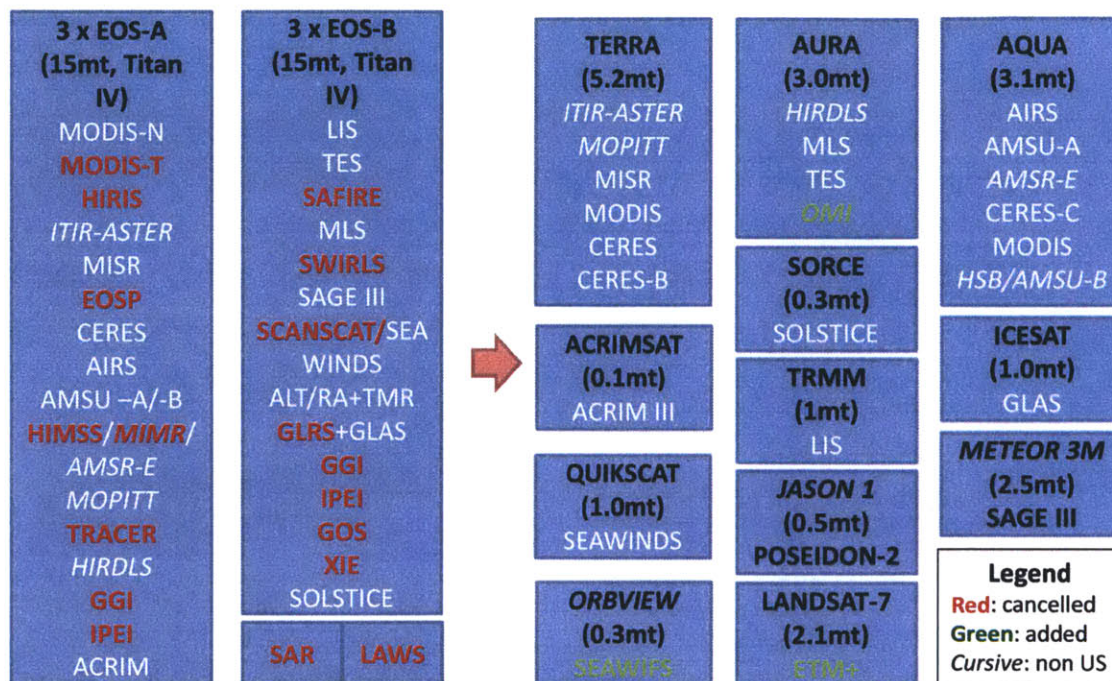 3 x EOS-A
(15mt, Titan
IV)
MODIS-N
MODIS-T
HIRIS
ITIR-ASTER
MISR
EOSP
CERES
AIRS
AMSU –A/-B
HIMSS/MIMR/
AMSR-E
MOPITT
TRACER
HIRDLS
GGI
IPEI
ACRIM
3 x EOS-B
(15mt, Titan
IV)
LIS
TES
SAFIRE
MLS
SWIRLS
SAGE III
SCANSCAT/SEA
WINDS
ALT/RA+TMR
GLRS+GLAS
GGI
IPEI
GOS
XIE
SOLSTICE
SAR
LAWS
TERRA
(5.2mt)
ITIR-ASTER
MOPITT
MISR
MODIS
CERES
CERES-B
ACRIMSAT
(0.1mt)
ACRIM III
QUIKSCAT
(1.0mt)
SEAWINDS
ORBVIEW
(0.3mt)
SEAWIFS
AURA
(3.0mt)
HIRDLS
MLS
TES
OMI
SORCE
(0.3mt)
SOLSTICE
TRMM
(1mt)
LIS
JASON 1
(0.5mt)
POSEIDON-2
LANDSAT-7
(2.1mt)
ETM+
AQUA
(3.1mt)
AIRS
AMSU-A
AMSR-E
CERES-C
MODIS
HSB/AMSU-B
ICESAT
(1.0mt)
GLAS
METEOR 3M
(2.5mt)
SAGE III
Legend
Red: cancelled
Green: added
Cursive: non US